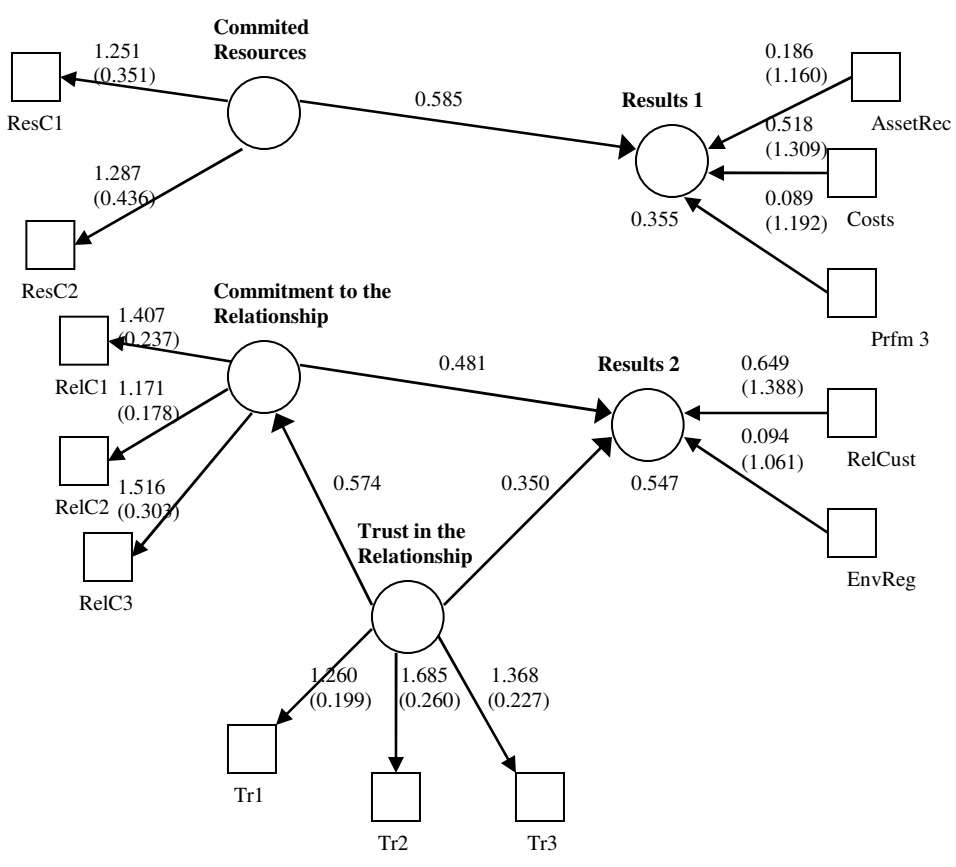 Commited
Resources
1.251
(0.351)
ResC1
0.585
Results 1
0.186
(1.160)
AssetRec
0.518
(1.309)
Costs
1.287
(0.436)
ResC2
0.355
0.089
(1.192)
Prfm 3
Commitment to the
Relationship
1.407
(0.237)
RelC1
0.481
Results 2
0.649
(1.388)
RelCust
1.171
(0.178)
RelC2
0.094
(1.061)
EnvReg
1.516
(0.303)
RelC3
0.574
0.350
0.547
Trust in the
Relationship
1.260
(0.199)
1.685
(0.260)
1.368
(0.227)
Tr1
Tr2
Tr3